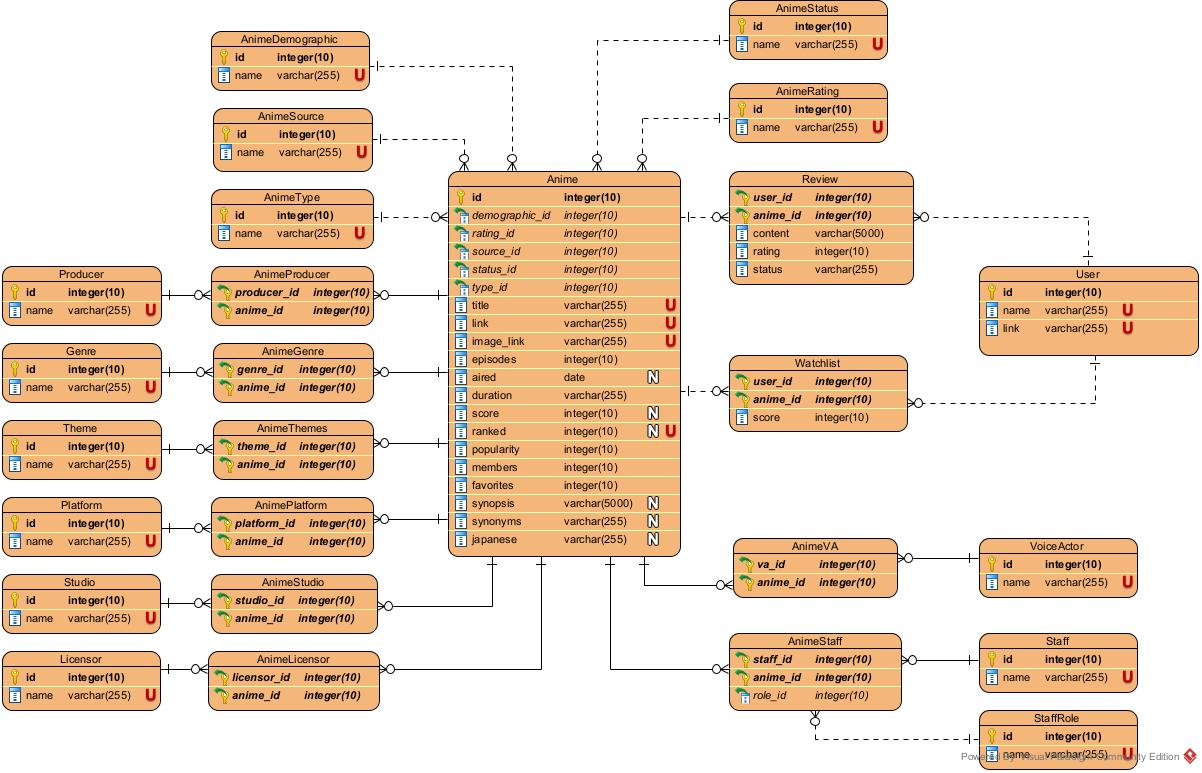 AnimeStatus
id integer(10)
name varchar(255) U
AnimeDemographic
id integer(10)
name varchar(255) U
AnimeRating
id integer(10)
name varchar(255) U
AnimeSource
id integer(10)
name varchar(255) U
AnimeType
id integer(10)
name varchar(255) U
Anime
id integer(10)
demographic_id integer(10)
rating_id integer(10)
source_id integer(10)
status_id integer(10)
type_id integer(10)
title varchar(255) U
link varchar(255) U
image_link varchar(255) U
episodes integer(10)
aired date N
duration varchar(255)
score integer(10) N
ranked integer(10) N U
popularity integer(10)
members integer(10)
favorites integer(10)
synopsis varchar(5000) N
synonyms varchar(255) N
japanese varchar(255) N
Review
user_id integer(10)
anime_id integer(10)
content varchar(5000)
rating integer(10)
status varchar(255)
User
id integer(10)
name varchar(255) U
link varchar(255) U
Watchlist
user_id integer(10)
anime_id integer(10)
score integer(10)
Producer
id integer(10)
name varchar(255) U
AnimeProducer
producer_id integer(10)
anime_id integer(10)
Genre
id integer(10)
name varchar(255) U
AnimeGenre
genre_id integer(10)
anime_id integer(10)
Theme
id integer(10)
name varchar(255) U
AnimeThemes
theme_id integer(10)
anime_id integer(10)
Platform
id integer(10)
name varchar(255) U
AnimePlatform
platform_id integer(10)
anime_id integer(10)
Studio
id integer(10)
name varchar(255) U
AnimeStudio
studio_id integer(10)
anime_id integer(10)
Licensor
id integer(10)
name varchar(255) U
AnimeLicensor
licensor_id integer(10)
anime_id integer(10)
AnimeVA
va_id integer(10)
anime_id integer(10)
VoiceActor
id integer(10)
name varchar(255) U
AnimeStaff
staff_id integer(10)
anime_id integer(10)
role_id integer(10)
Staff
id integer(10)
name varchar(255) U
StaffRole
id integer(10)
name varchar(255) U
Powered By Visual Paradigm Community Edition